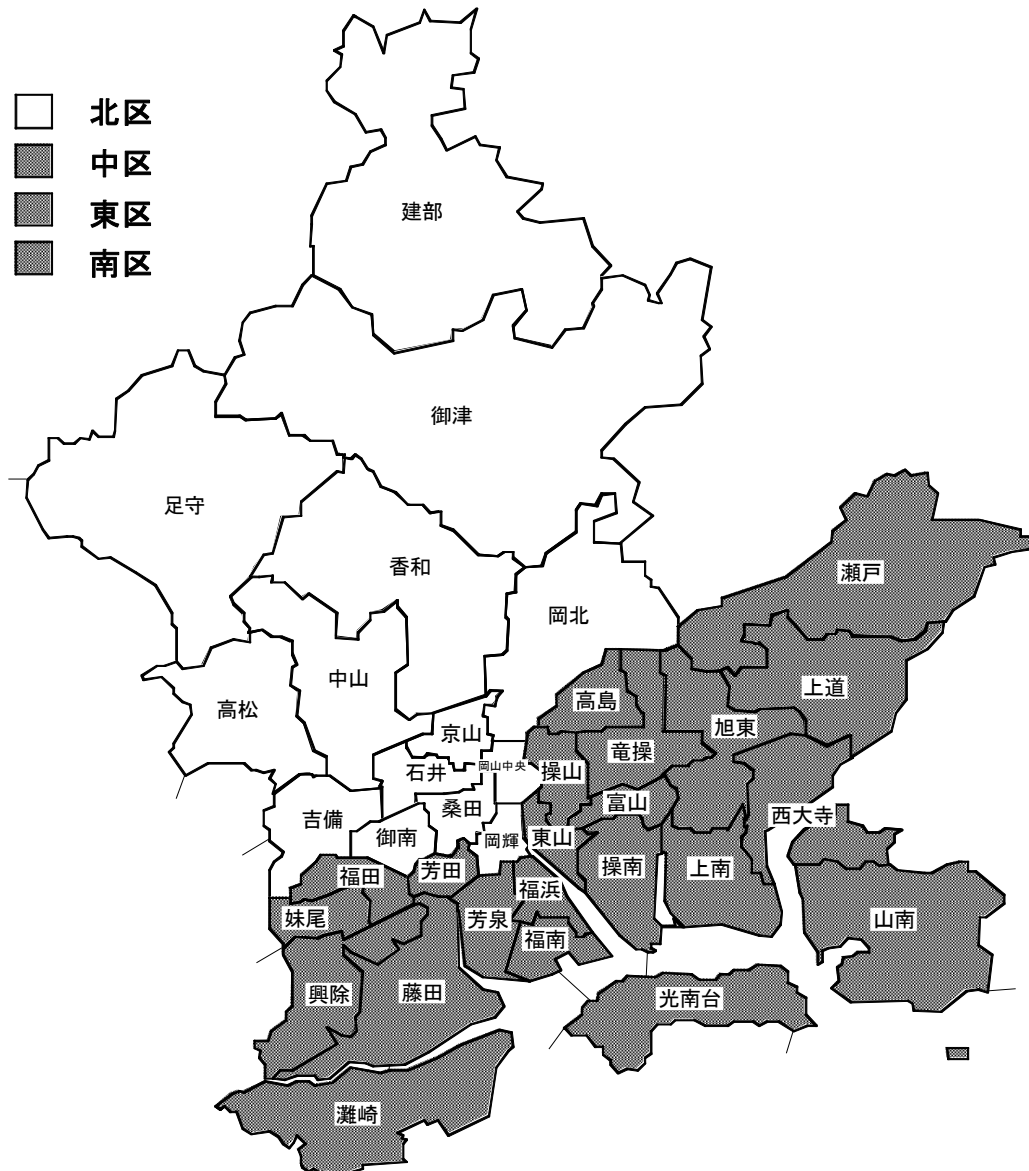 北区
中区
東区
南区
建部
御津
足守
香和
瀬戸
岡北
中山
上道
高島
高松
旭東
京山
竜操
岡山中央
石井
操山
富山
桑田
西大寺
吉備
御南
岡輝
東山
操南
上南
芳田
福田
福浜
妹尾
芳泉
山南
福南
興除
藤田
光南台
灘崎